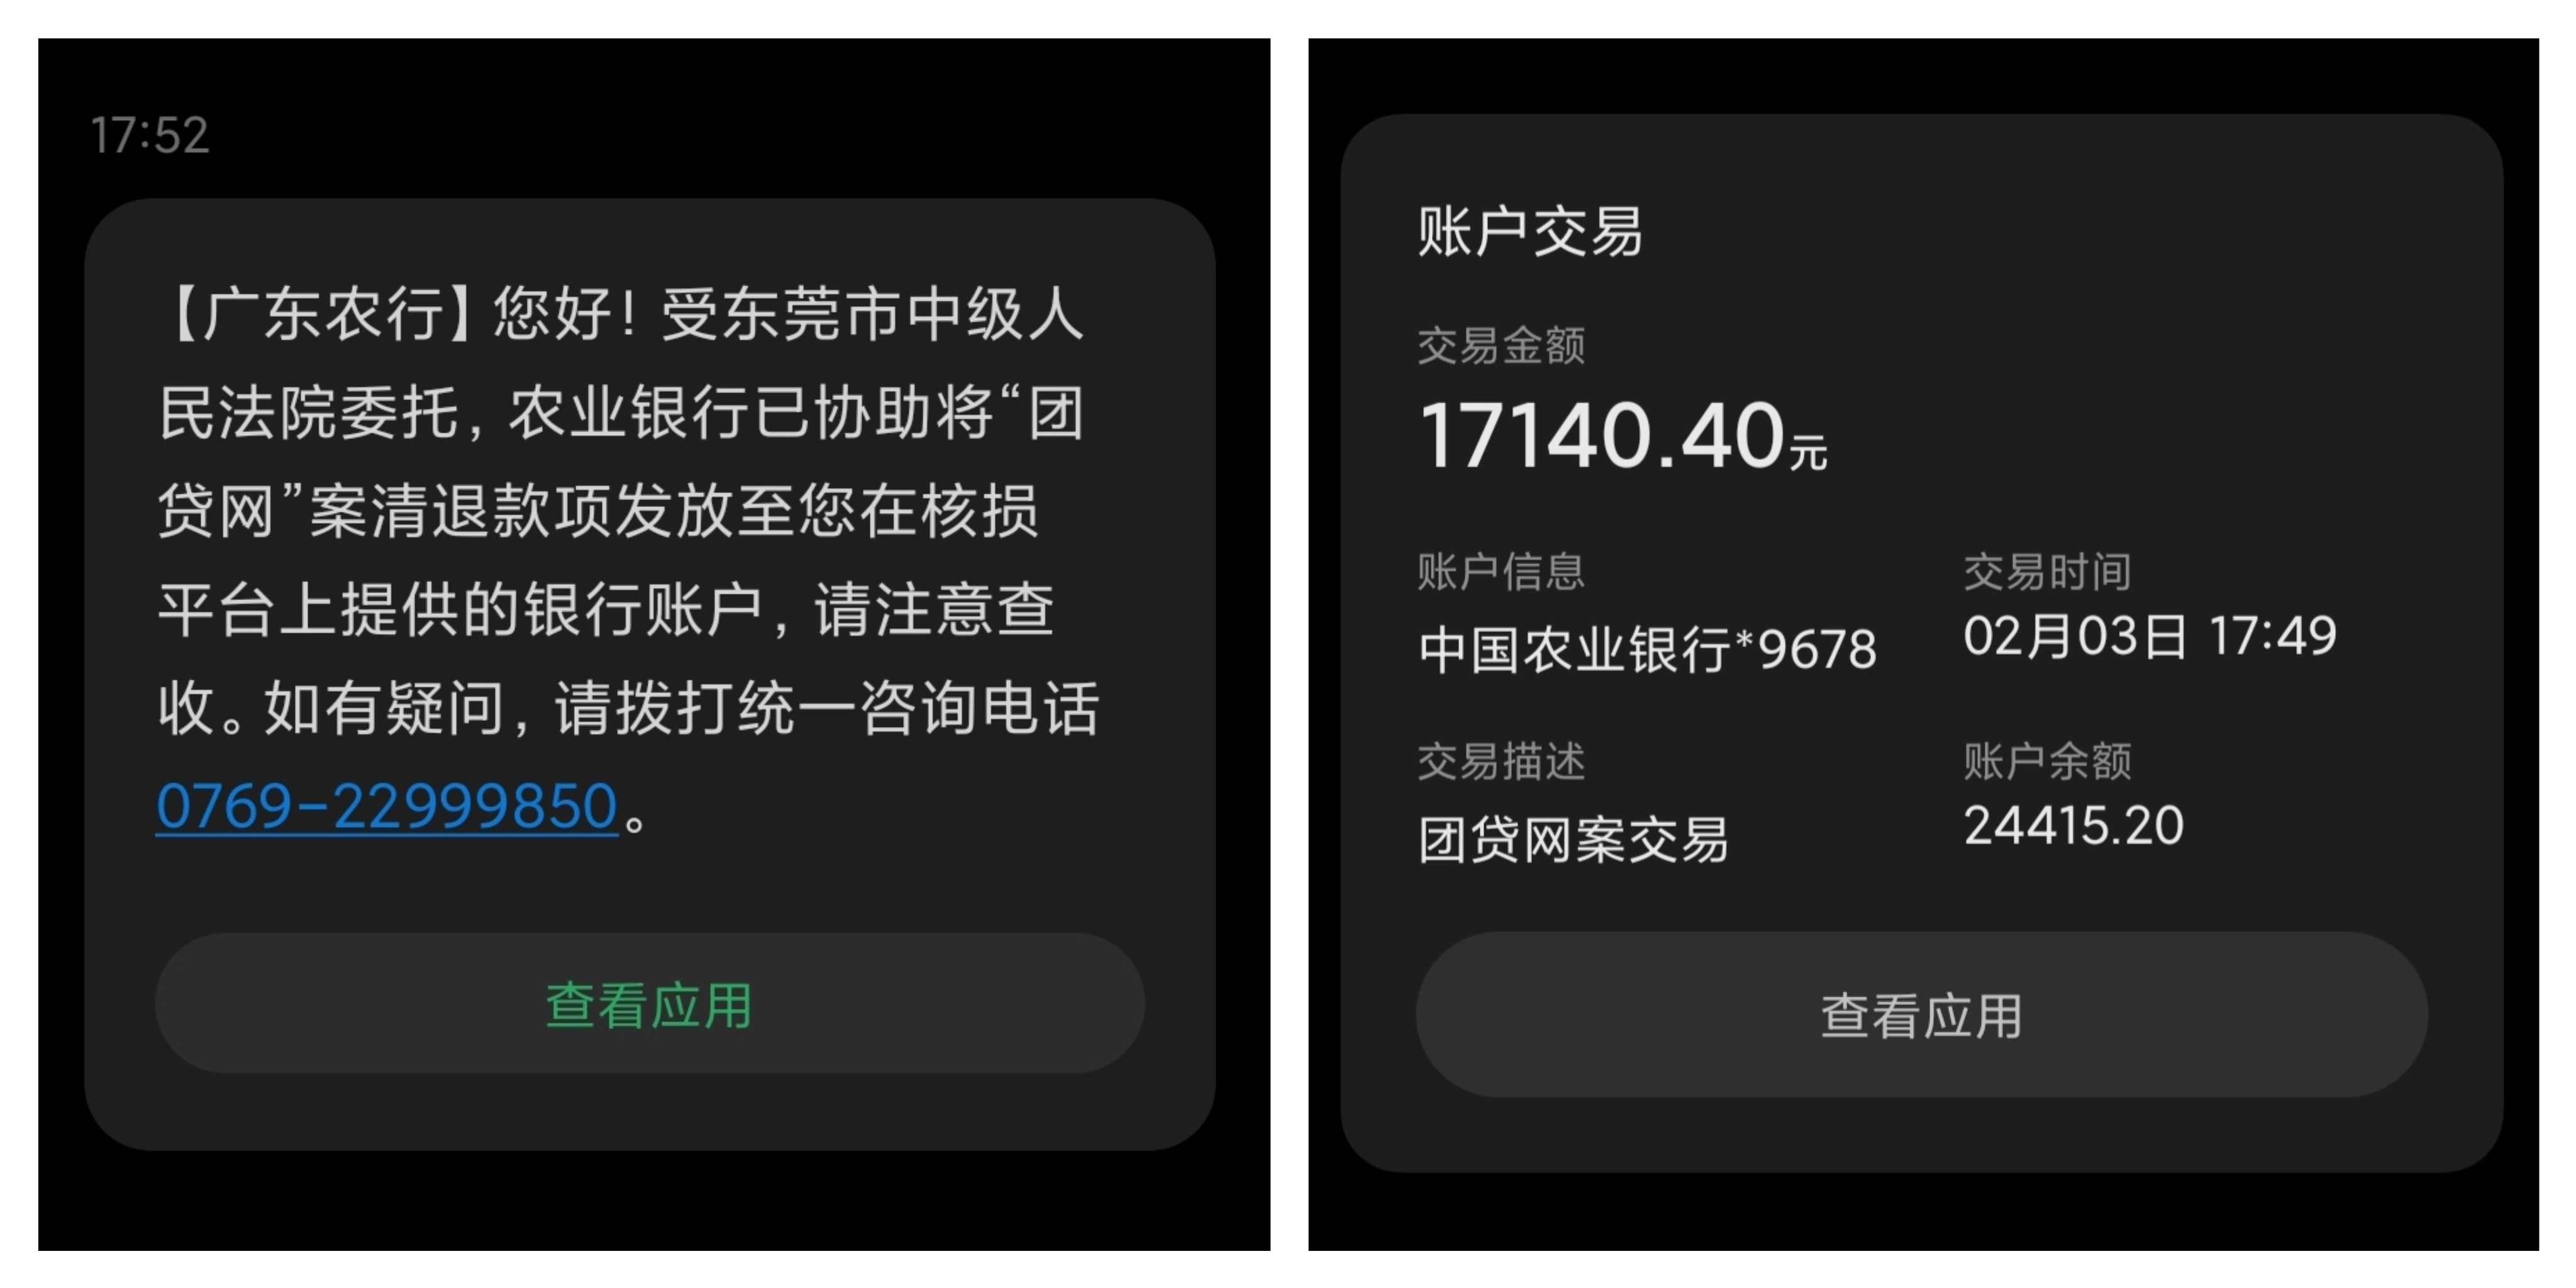 17:52
【广东农行】您好！受东莞市中级人
民法院委托，农业银行已协助将“团
贷网”案清退款项发放至您在核损
平台上提供的银行账户，请注意查
收。如有疑问，请拨打统一咨询电话
0769-22999850。
查看应用
账户交易
交易金额
17140.40元
账户信息
中国农业银行*9678
交易时间
02月03日 17:49
交易描述
团贷网案交易
账户余额
24415.20
查看应用